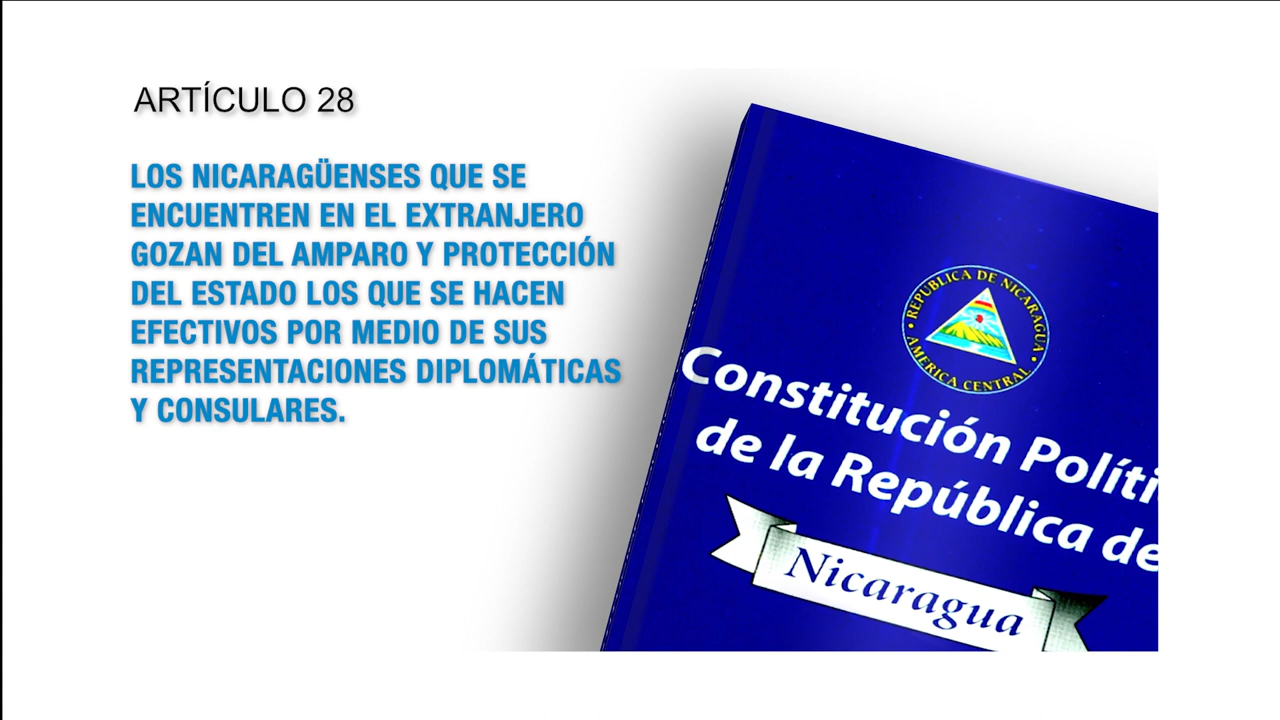 ARTÍCULO 28
LOS NICARAGÜENSES QUE SE
ENCUENTREN EN EL EXTRANJERO
GOZAN DEL AMPARO Y PROTECCIÓN
DEL ESTADO LOS QUE SE HACEN
EFECTIVOS POR MEDIO DE SUS
REPRESENTACIONES DIPLOMÁTICAS
Y CONSULARES.
REPUBLICA DE NICARAGUA
AMERICA CENTRAL
Constitución Políti
de la República de
Nicaragua